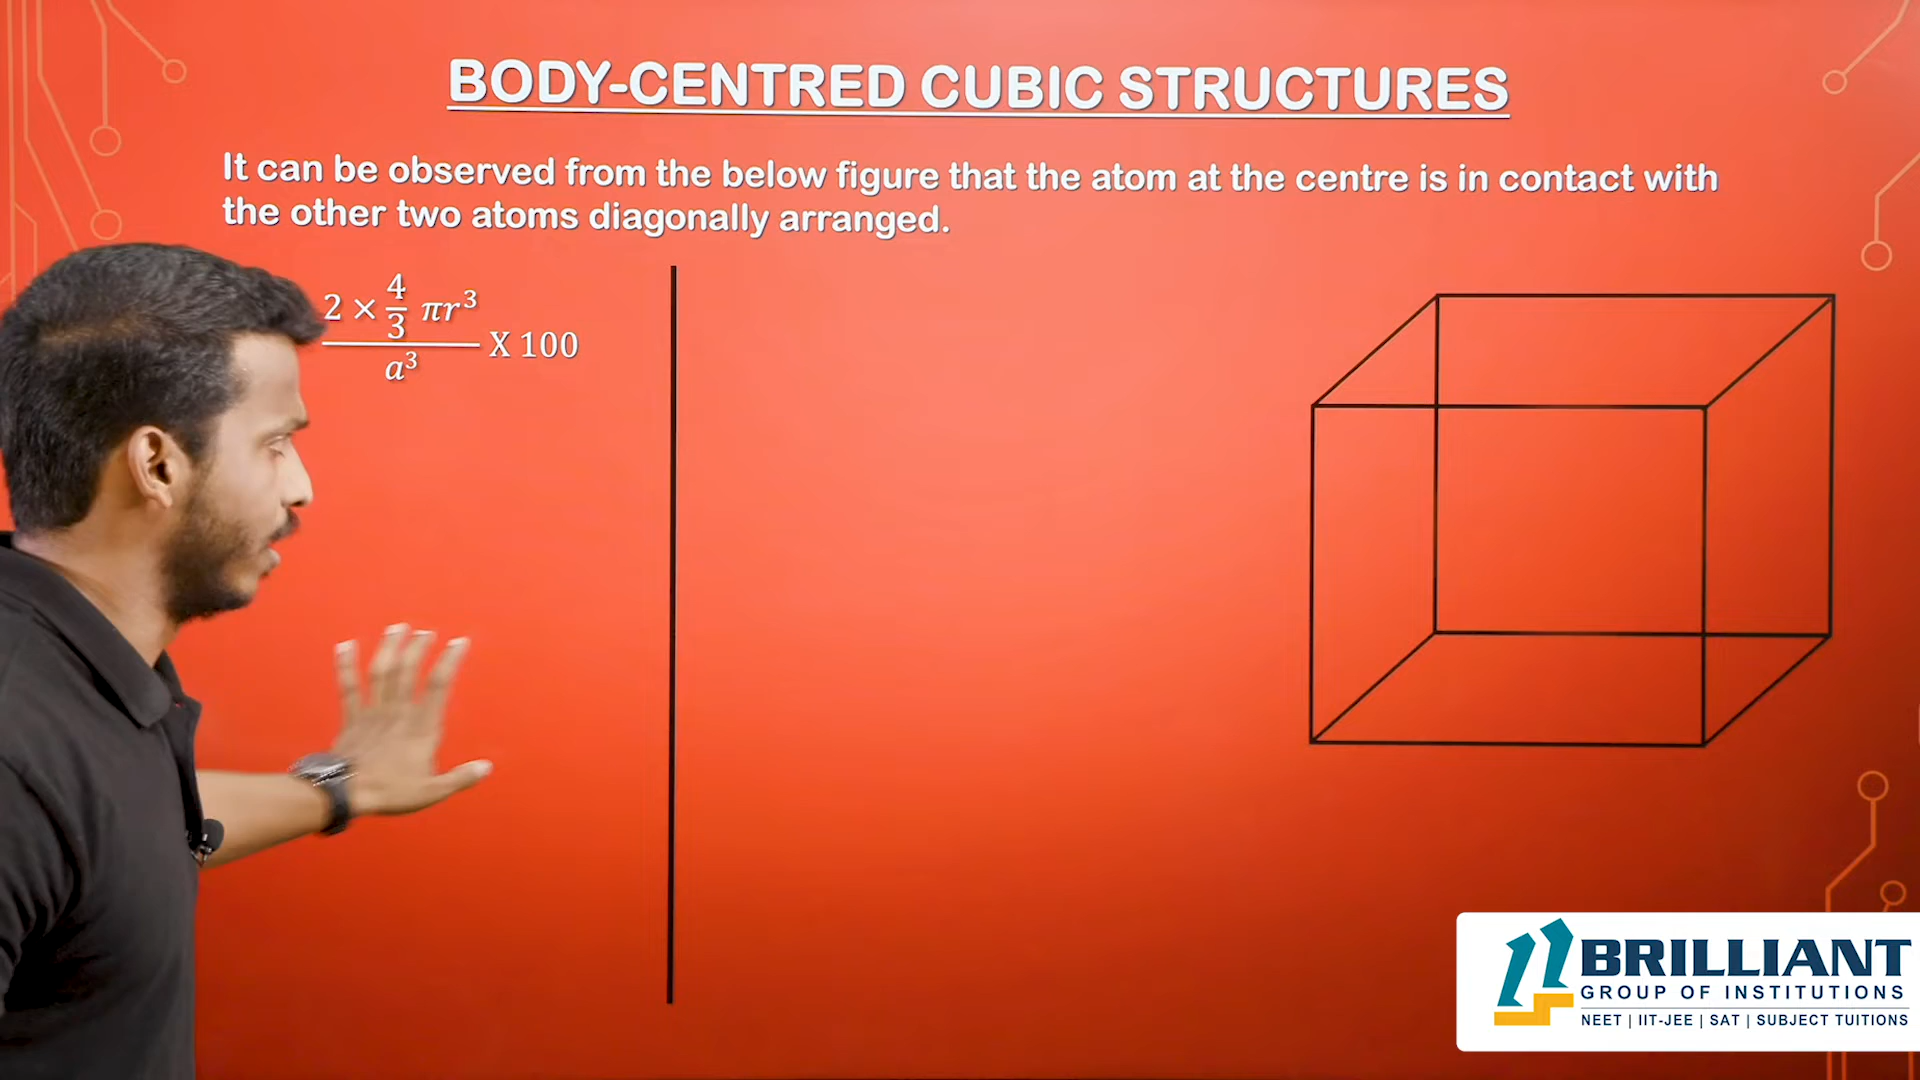 BODY-CENTRED CUBIC STRUCTURES
It can be observed from the below figure that the atom at the centre is in contact with
the other two atoms diagonally arranged.
2 × 4/3 πr³
a³
X 100
BRILLIANT
GROUP OF INSTITUTIONS
NEET | IIT-JEE | SAT | SUBJECT TUITIONS